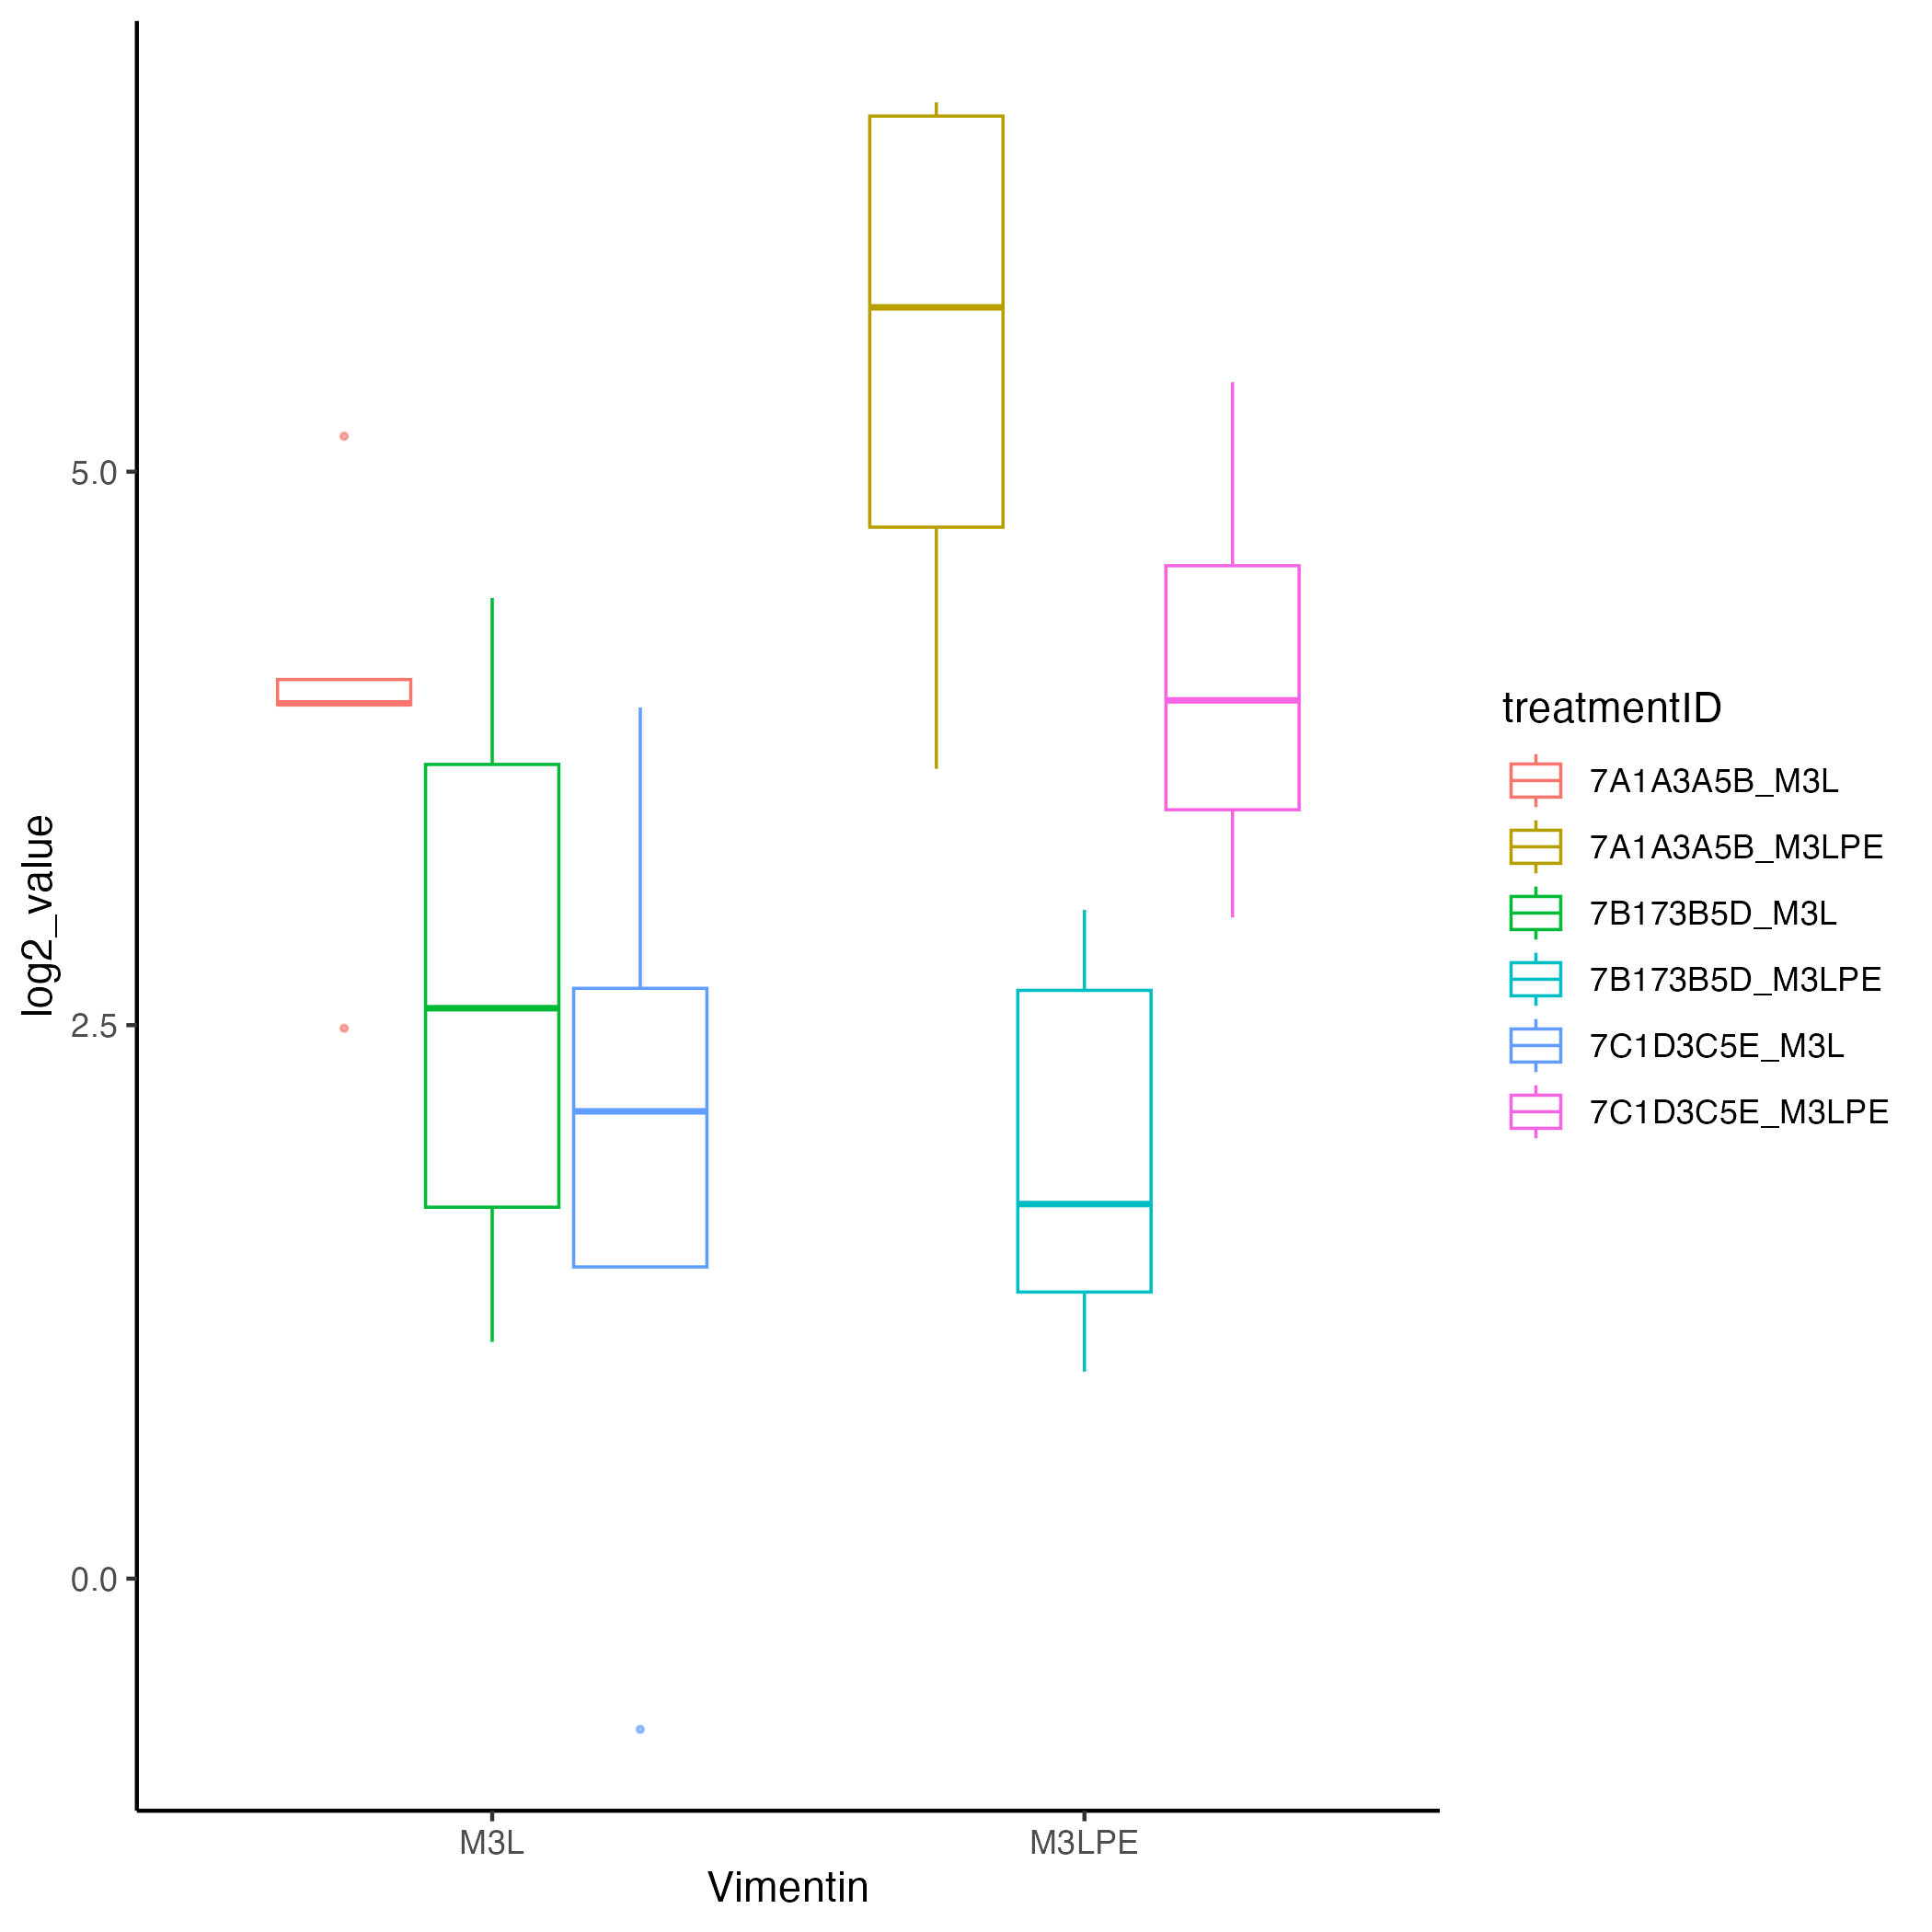 log2_value
5.0
2.5
0.0
M3L
M3LPE
Vimentin
treatmentID
7A1A3A5B_M3L
7A1A3A5B_M3LPE
7B173B5D_M3L
7B173B5D_M3LPE
7C1D3C5E_M3L
7C1D3C5E_M3LPE